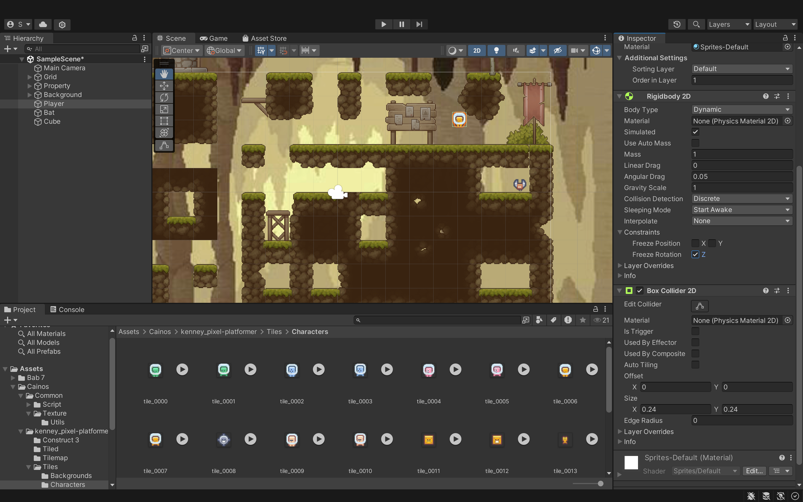 S
Layers
Layout
Hierarchy
All
SampleScene*
Main Camera
Grid
Property
Background
Player
Bat
Cube
Scene
Game
Asset Store
Center
Global
2D
Inspector
Material
Sprites-Default
Additional Settings
Sorting Layer
Default
Order in Layer
1
Rigidbody 2D
Body Type
Dynamic
Material
None (Physics Material 2D)
Simulated
Use Auto Mass
Mass
1
Linear Drag
0
Angular Drag
0.05
Gravity Scale
1
Collision Detection
Discrete
Sleeping Mode
Start Awake
Interpolate
None
Constraints
Freeze Position
X
Y
Freeze Rotation
Z
Layer Overrides
Info
Box Collider 2D
Edit Collider
Material
None (Physics Material 2D)
Is Trigger
Used By Effector
Used By Composite
Auto Tiling
Offset
X 0 Y 0
Size
X 0.24 Y 0.24
Edge Radius
0
Layer Overrides
Info
Sprites-Default (Material)
Shader
Sprites/Default
Edit...
Project
Console
21
All Materials
All Models
All Prefabs
Assets
Bab 7
Cainos
Common
Script
Texture
Utils
kenney_pixel-platforme
Construct 3
Tiled
Tilemap
Tiles
Backgrounds
Characters
Assets > Cainos > kenney_pixel-platformer > Tiles > Characters
tile_0000
tile_0001
tile_0002
tile_0003
tile_0004
tile_0005
tile_0006
tile_0007
tile_0008
tile_0009
tile_0010
tile_0011
tile_0012
tile_0013